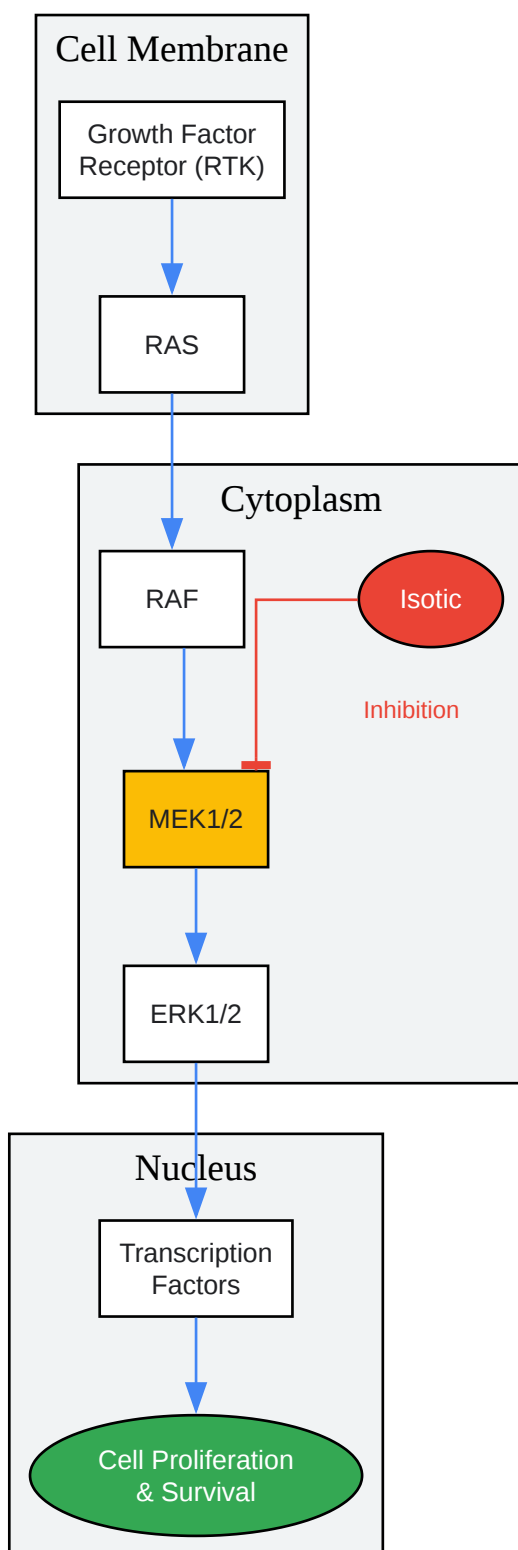 Cell Membrane
Growth Factor
Receptor (RTK)
RAS
Cytoplasm
RAF
Isotic
Inhibition
MEK1/2
ERK1/2
Nucleus
Transcription
Factors
Cell Proliferation
& Survival